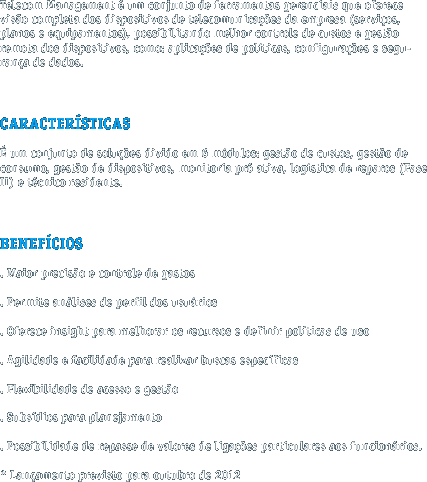 Telecom Management é um conjunto de ferramentas gerenciais que oferece
visão completa dos dispositivos de telecomunicações da empresa (serviços,
planos e equipamentos), possibilitando melhor controle de custos e gestão
remota dos dispositivos, como: aplicações de políticas, configurações e segu-
rança de dados.
CARACTERÍSTICAS
É um conjunto de soluções dividio em 6 módulos: gestão de custos, gestão de
consumo, gestão de dispositivos, monitoria pró ativa, logística de reparos (Fase
II) e técnico residente.
BENEFÍCIOS
. Maior precisão e controle de gastos
. Permite análises de perfil dos usuários
. Oferece insight para melhorar os recursos e definir políticas de uso
. Agilidade e facilidade para realizar buscas específicas
. Flexibilidade de acesso e gestão
. Subsídios para planejamento
. Possibilidade de repasse de valores de ligações particulares aos funcionários.
* Lançamento previsto para outubro de 2012